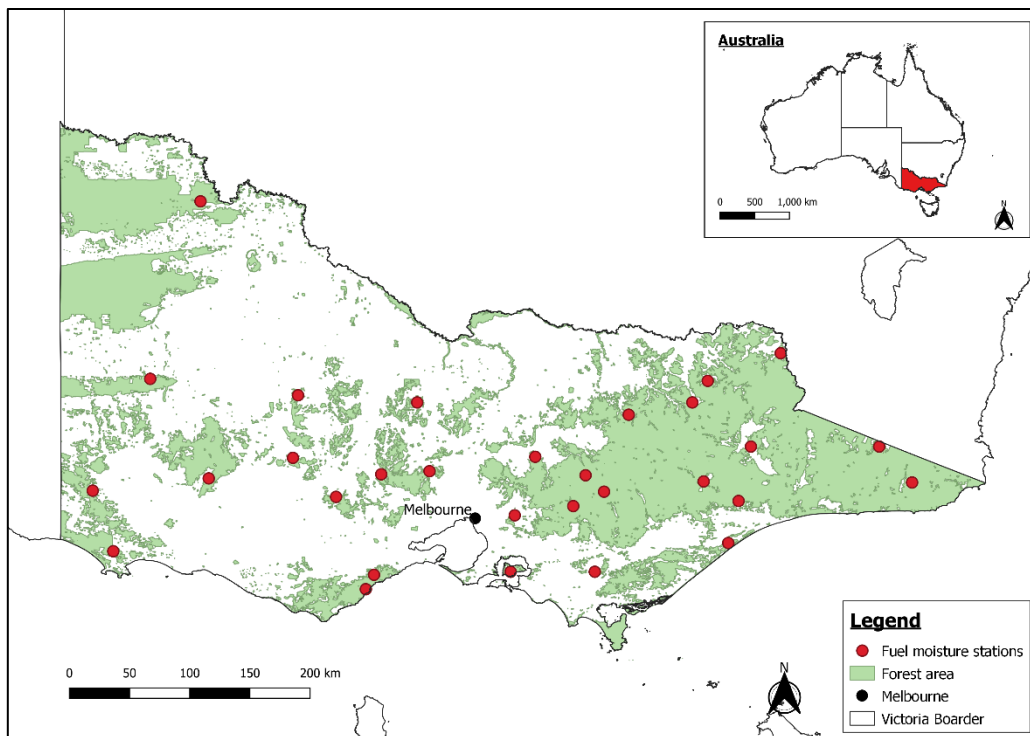 Australia
0 500 1,000 km
N
Melbourne
0 50 100 150 200 km
N
Legend
Fuel moisture stations
Forest area
Melbourne
Victoria Boarder